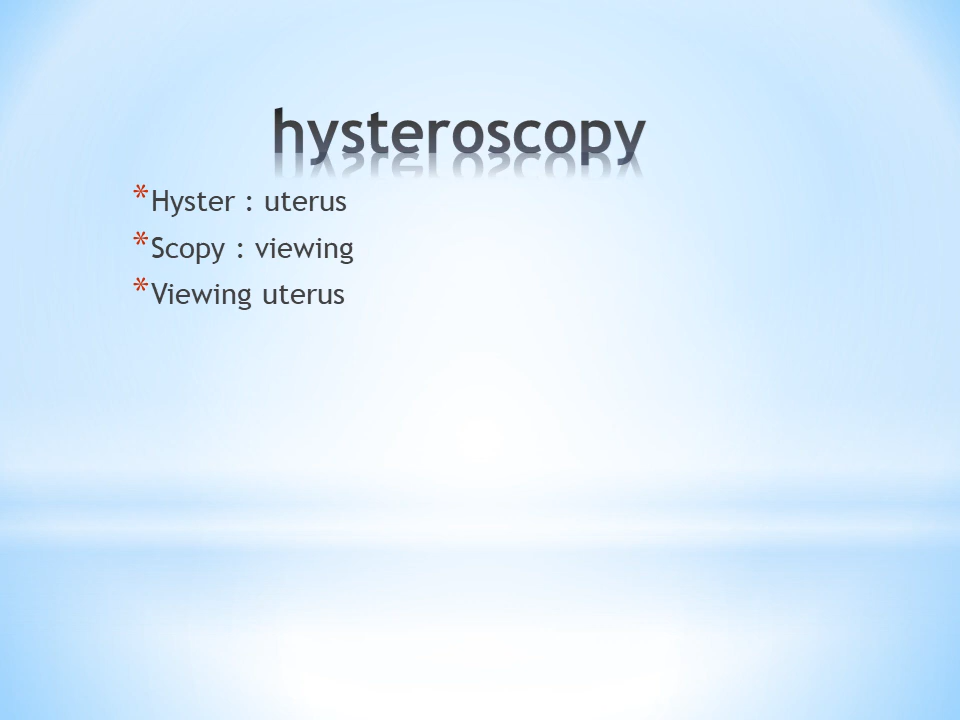 hysteroscopy
* Hyster : uterus
* Scopy : viewing
* Viewing uterus